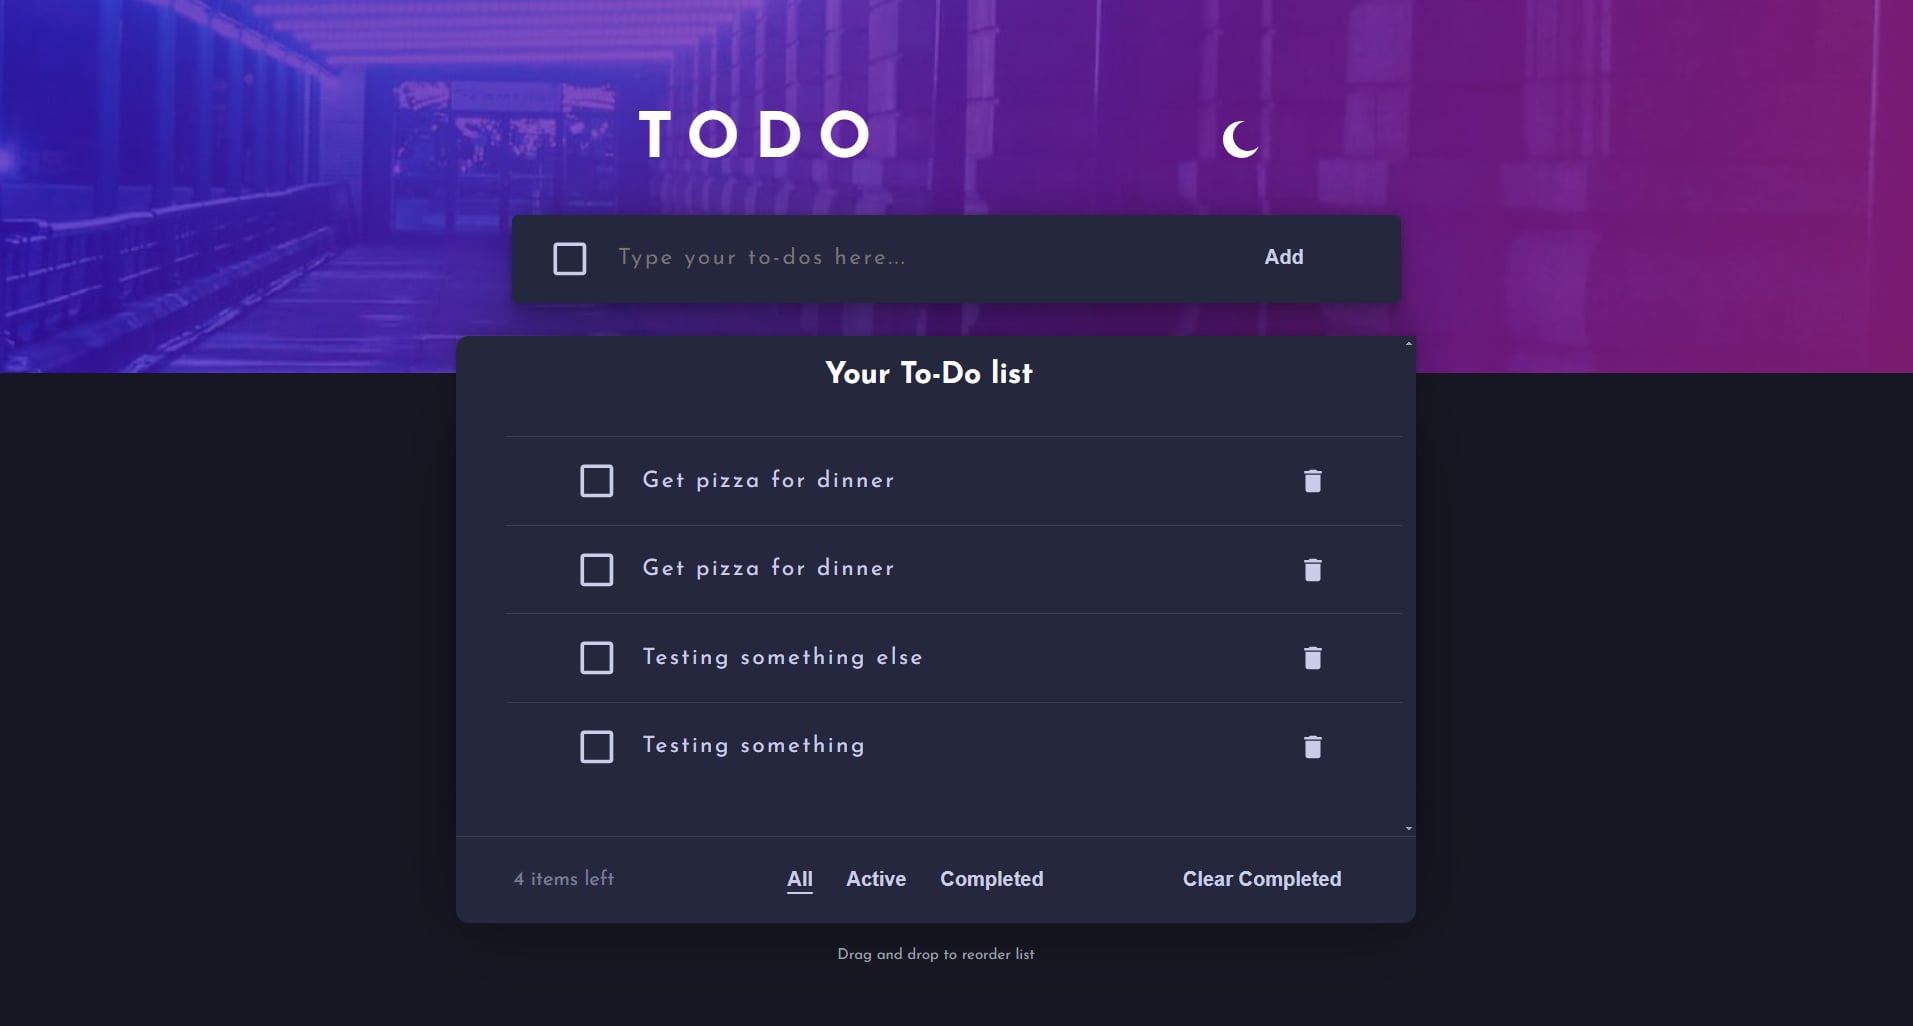 TODO
Type your to-dos here...
Add
Your To-Do list
Get pizza for dinner
Get pizza for dinner
Testing something else
Testing something
4 items left
All Active Completed
Clear Completed
Drag and drop to reorder list